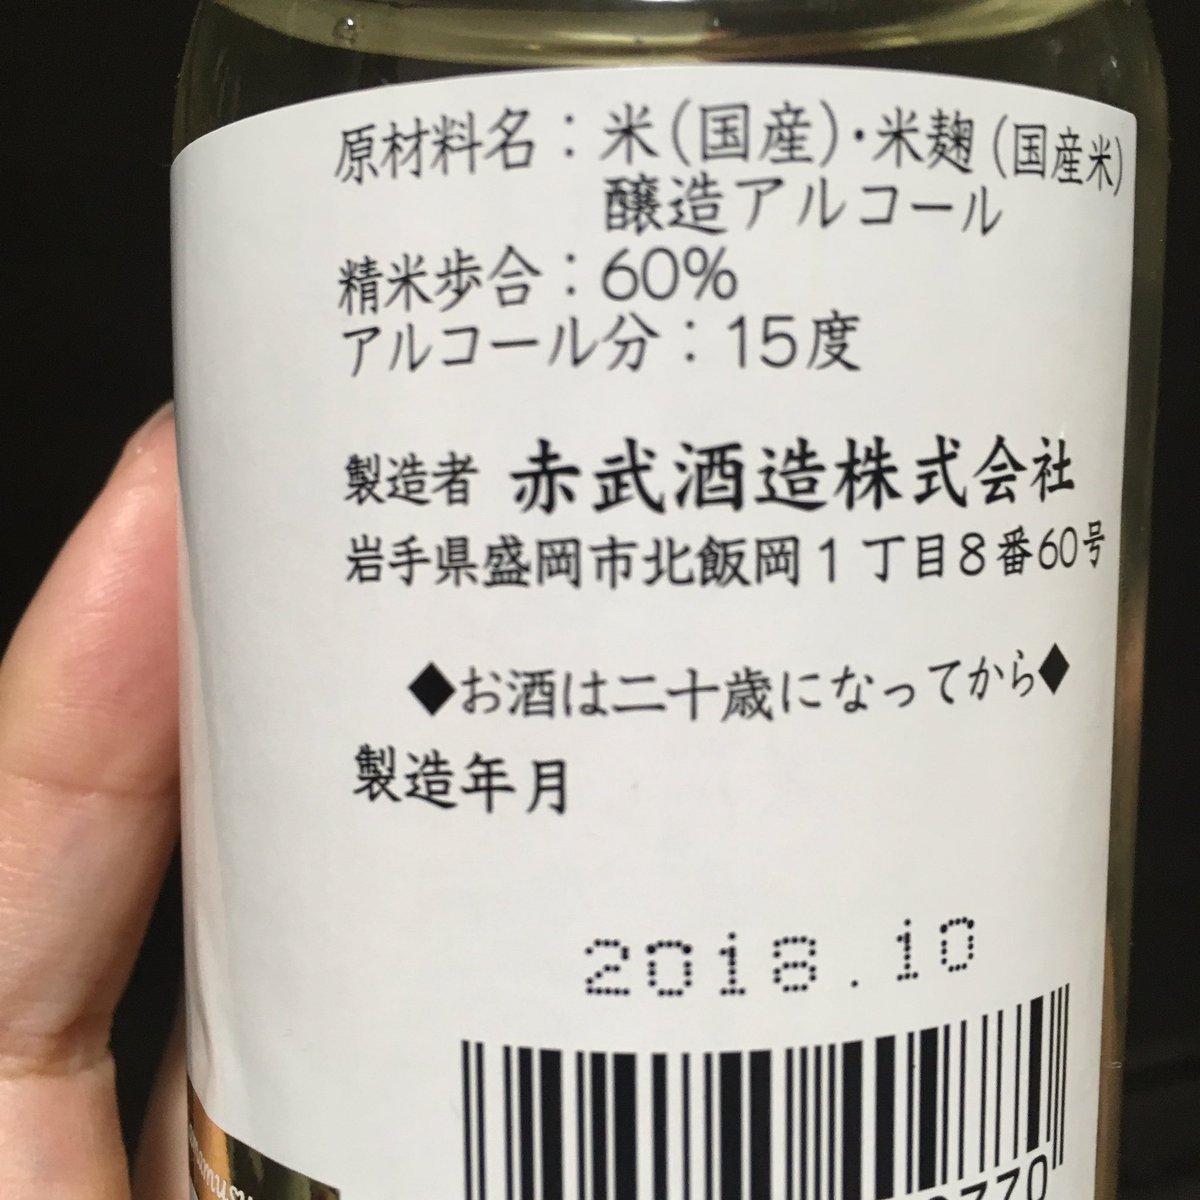 原材料名：米（国産）・米麹（国産米）
醸造アルコール
精米歩合：60%
アルコール分：15度
製造者 赤武酒造株式会社
岩手県盛岡市北飯岡1丁目8番60号
◆お酒は二十歳になってから◆
製造年月
2018.10